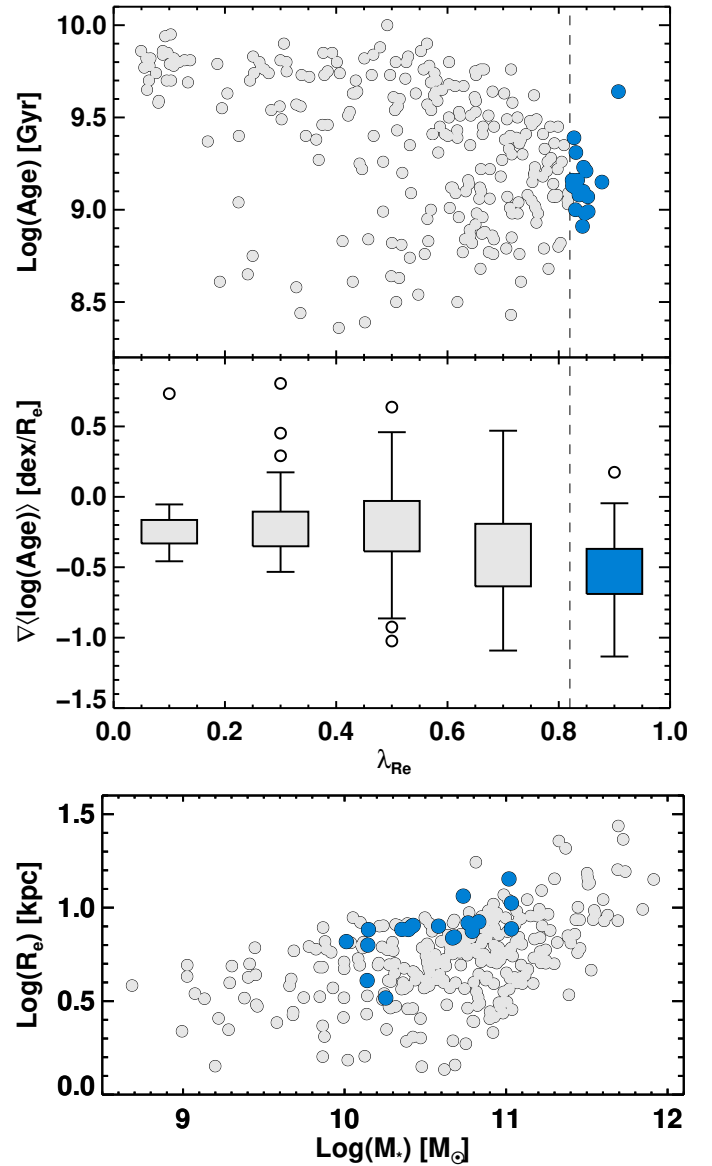 10.0
9.5
9.0
8.5
Log(Age) [Gyr]
0.5
0.0
−0.5
−1.0
−1.5
∇⟨log(Age)⟩ [dex/Re]
0.0 0.2 0.4 0.6 0.8 1.0
λRe
1.5
1.0
0.5
0.0
Log(Re) [kpc]
9 10 11 12
Log(M*) [M⊙]